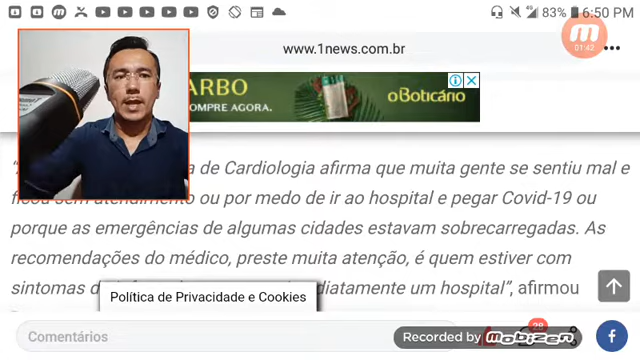 83% 6:50 PM
www.1news.com.br
01:42
ARBO
OMPRE AGORA.
oBoticário
a de Cardiologia afirma que muita gente se sentiu mal e
ficou sem atendimento ou por medo de ir ao hospital e pegar Covid-19 ou
porque as emergências de algumas cidades estavam sobrecarregadas. As
recomendações do médico, preste muita atenção, é quem estiver com
sintomas d diatamente um hospital”, afirmou
Política de Privacidade e Cookies
Comentários
28
Recorded by mobizen